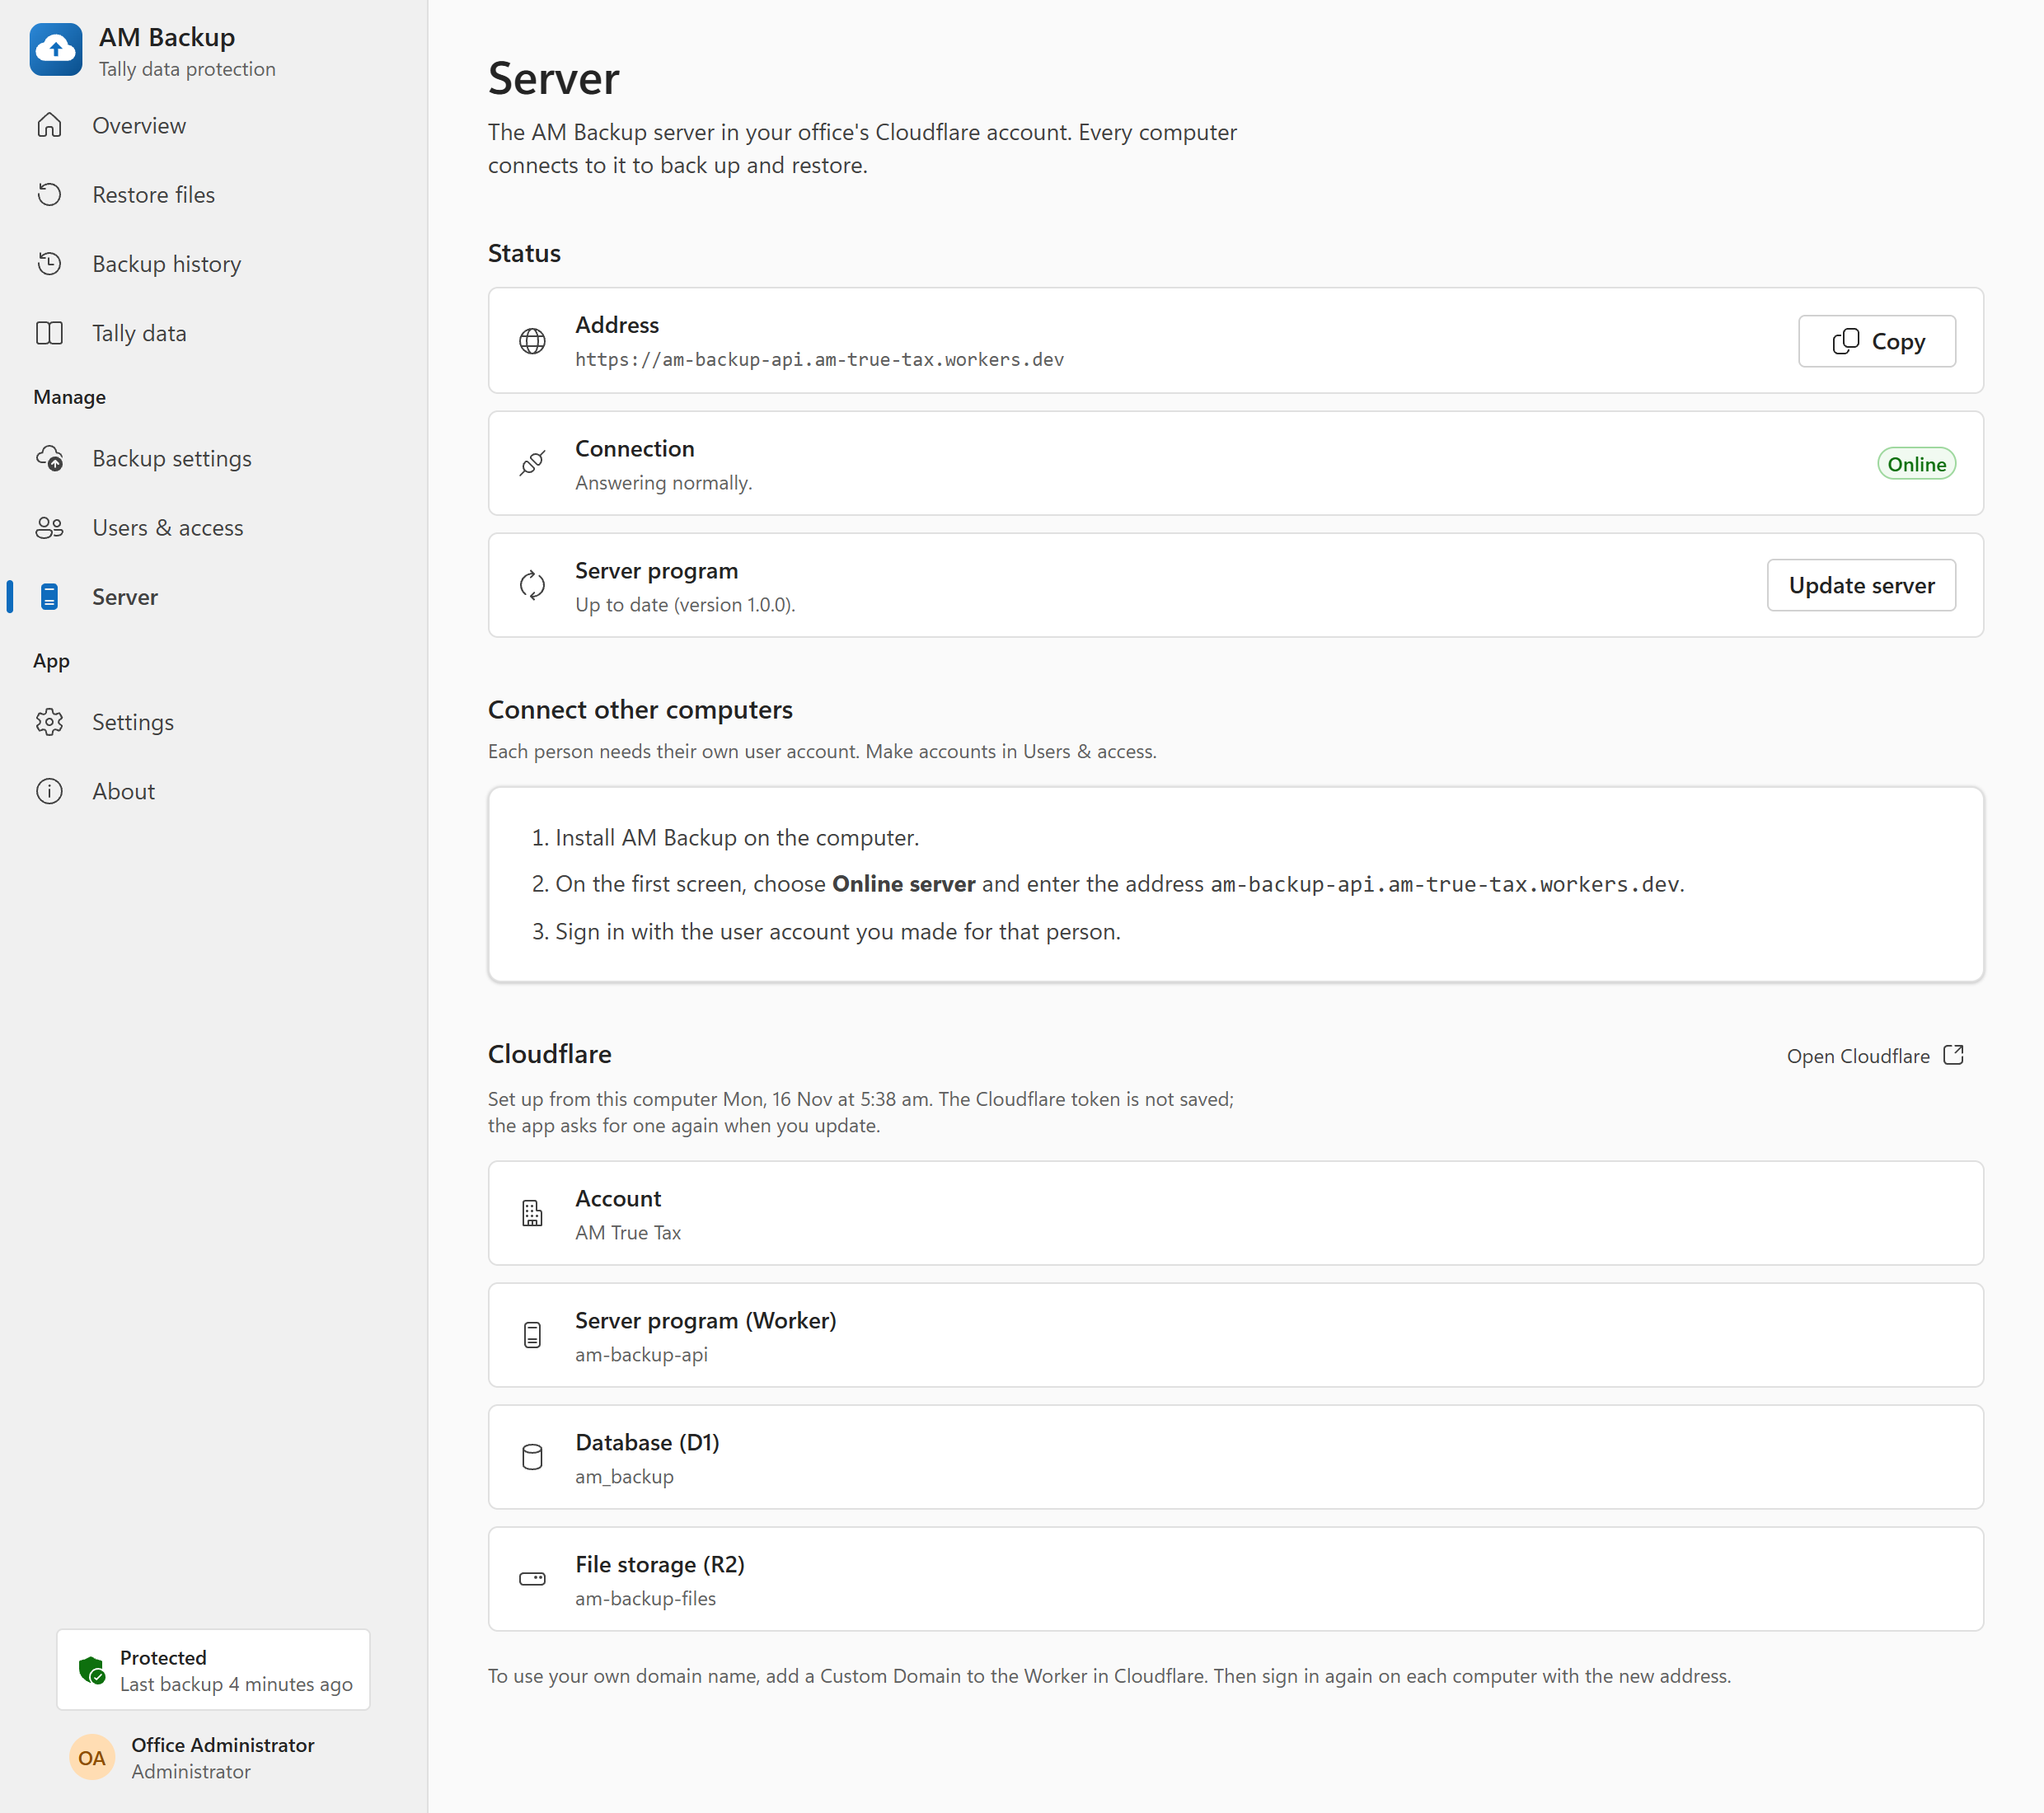 AM Backup
Tally data protection
Overview
Restore files
Backup history
Tally data
Manage
Backup settings
Users & access
Server
App
Settings
About
Protected
Last backup 4 minutes ago
OA
Office Administrator
Administrator
Server
The AM Backup server in your office's Cloudflare account. Every computer
connects to it to back up and restore.
Status
Address
https://am-backup-api.am-true-tax.workers.dev
Copy
Connection
Answering normally.
Online
Server program
Up to date (version 1.0.0).
Update server
Connect other computers
Each person needs their own user account. Make accounts in Users & access.
1. Install AM Backup on the computer.
2. On the first screen, choose Online server and enter the address am-backup-api.am-true-tax.workers.dev.
3. Sign in with the user account you made for that person.
Cloudflare
Open Cloudflare
Set up from this computer Mon, 16 Nov at 5:38 am. The Cloudflare token is not saved;
the app asks for one again when you update.
Account
AM True Tax
Server program (Worker)
am-backup-api
Database (D1)
am_backup
File storage (R2)
am-backup-files
To use your own domain name, add a Custom Domain to the Worker in Cloudflare. Then sign in again on each computer with the new address.